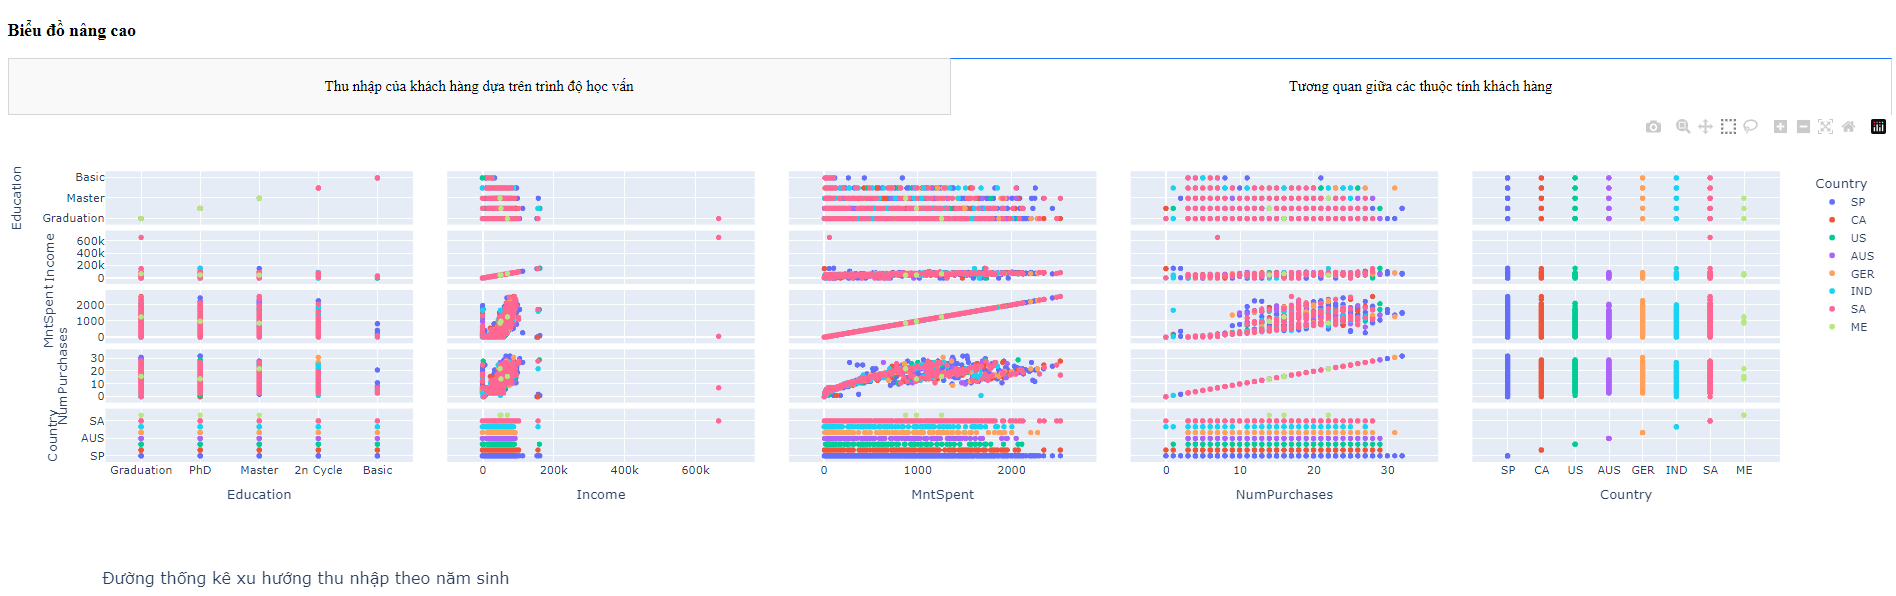 Biểu đồ nâng cao
Thu nhập của khách hàng dựa trên trình độ học vấn
Tương quan giữa các thuộc tính khách hàng
Education
Basic
Master
Graduation
Income
600k
400k
200k
0
MntSpent
2000
1000
0
NumPurchases
30
20
10
0
Country
SA
AUS
SP
Graduation PhD Master 2n Cycle Basic
0 200k 400k 600k
0 1000 2000
0 10 20 30
SP CA US AUS GER IND SA ME
Education Income MntSpent NumPurchases Country
Country
SP
CA
US
AUS
GER
IND
SA
ME
Đường thống kê xu hướng thu nhập theo năm sinh